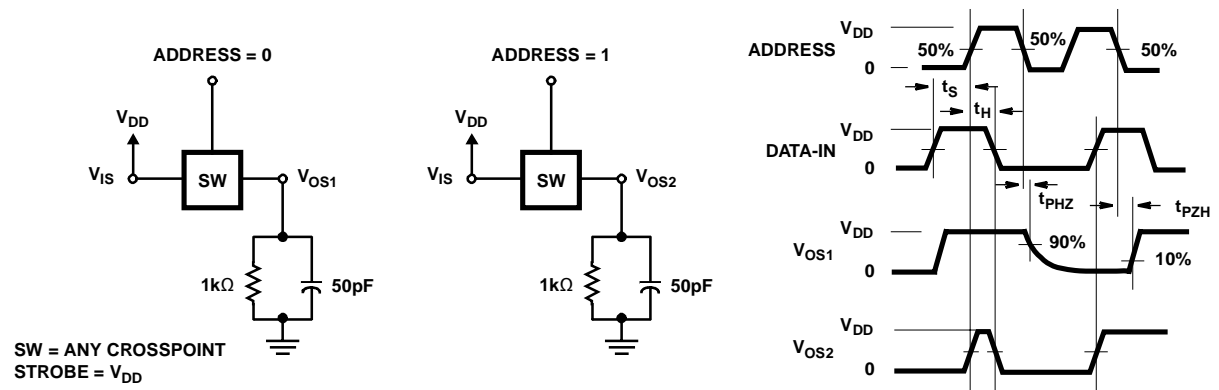 ADDRESS = 0
V_DD
V_IS
SW
V_OS1
1kΩ
50pF
SW = ANY CROSSPOINT
STROBE = V_DD
ADDRESS = 1
V_DD
V_IS
SW
V_OS2
1kΩ
50pF
ADDRESS
V_DD
0
50%
50%
50%
t_S
t_H
DATA-IN
V_DD
0
t_PHZ
t_PZH
V_OS1
V_DD
0
90%
10%
V_OS2
V_DD
0